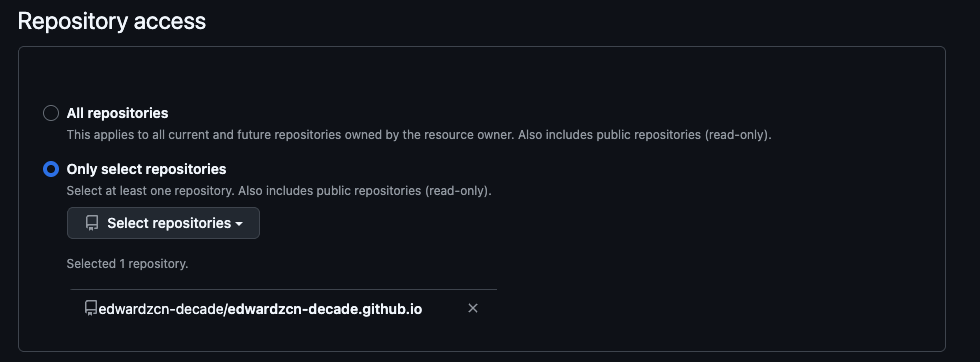 Repository access
All repositories
This applies to all current and future repositories owned by the resource owner. Also includes public repositories (read-only).
Only select repositories
Select at least one repository. Also includes public repositories (read-only).
Select repositories
Selected 1 repository.
edwardzcn-decade/edwardzcn-decade.github.io